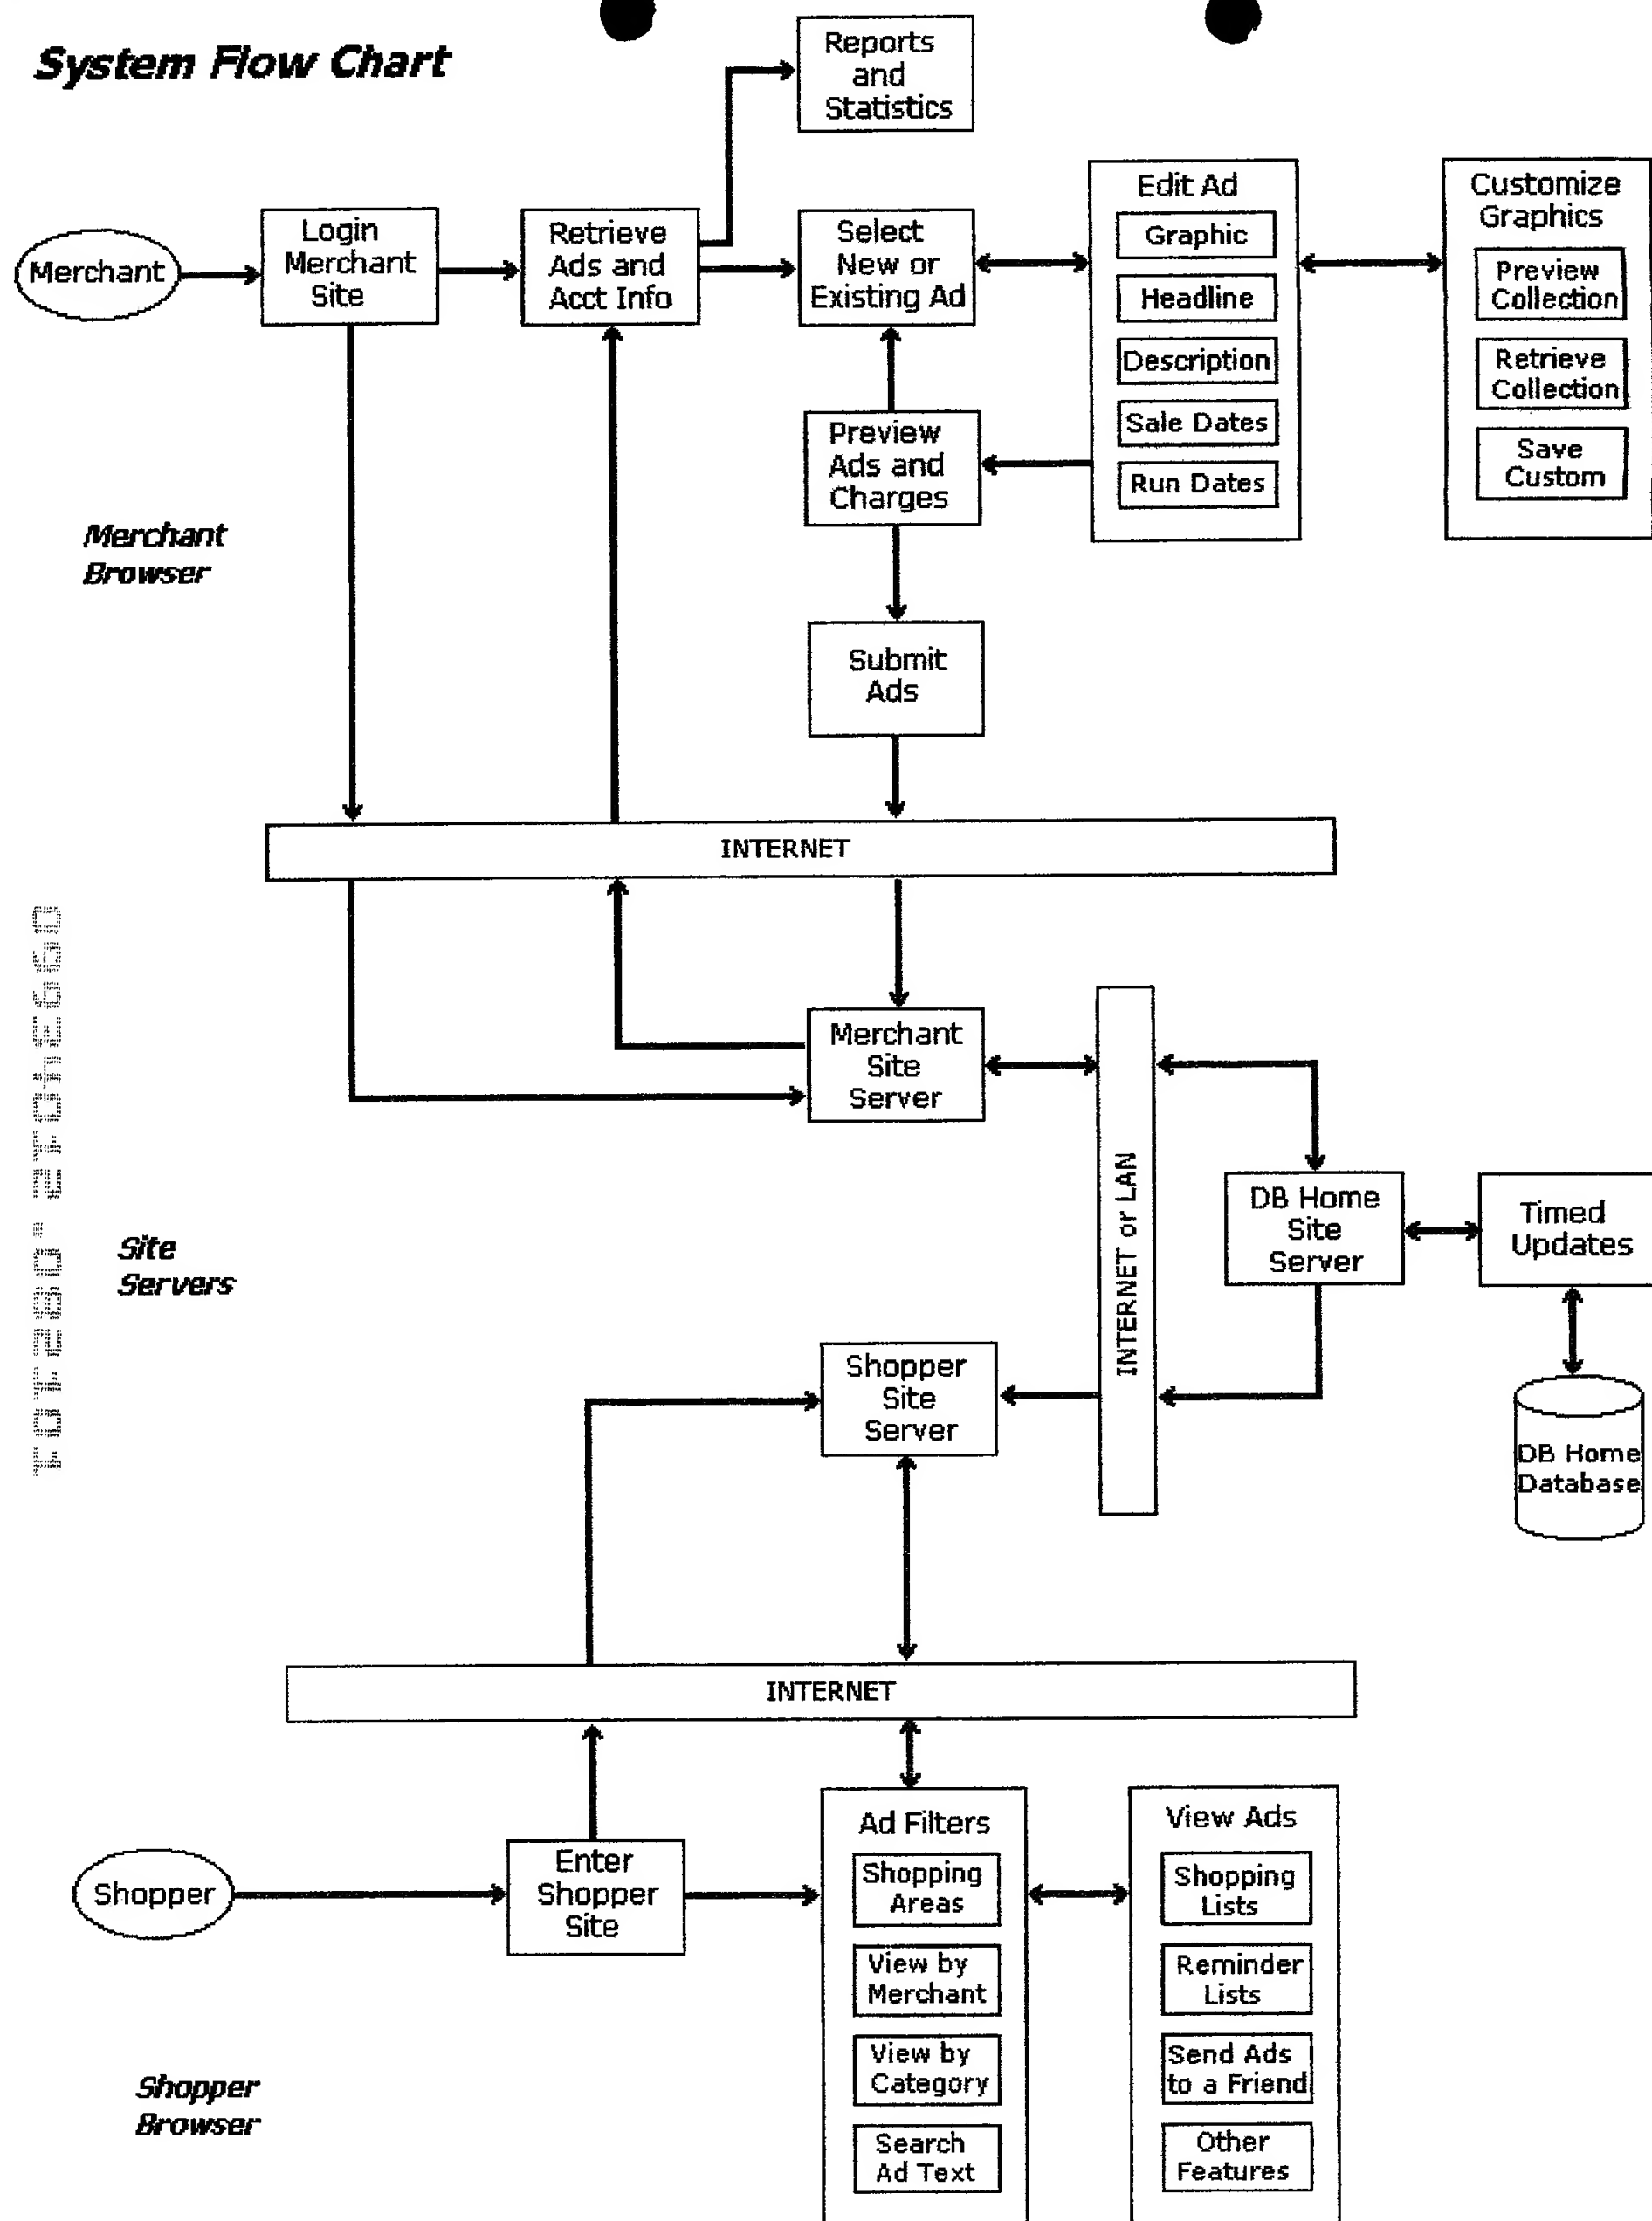 System Flow Chart
Reports
and
Statistics
Merchant
Login
Merchant
Site
Retrieve
Ads and
Acct Info
Select
New or
Existing Ad
Edit Ad
Graphic
Headline
Description
Sale Dates
Run Dates
Customize
Graphics
Preview
Collection
Retrieve
Collection
Save
Custom
Preview
Ads and
Charges
Merchant
Browser
Submit
Ads
INTERNET
Merchant
Site
Server
INTERNET or LAN
DB Home
Site
Server
Timed
Updates
DB Home
Database
Site
Servers
Shopper
Site
Server
INTERNET
Shopper
Enter
Shopper
Site
Ad Filters
Shopping
Areas
View by
Merchant
View by
Category
Search
Ad Text
View Ads
Shopping
Lists
Reminder
Lists
Send Ads
to a Friend
Other
Features
Shopper
Browser